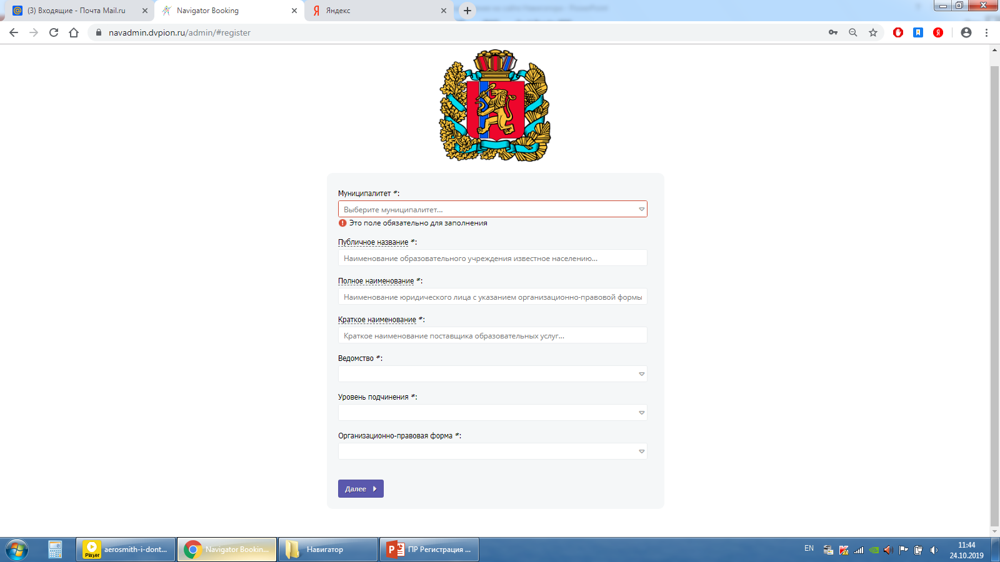 (3) Входящие - Почта Mail.ru
Navigator Booking
Яндекс
navadmin.dvpion.ru/admin/#register
Муниципалитет *:
Выберите муниципалитет...
Это поле обязательно для заполнения
Публичное название *:
Наименование образовательного учреждения известное населению...
Полное наименование *:
Наименование юридического лица с указанием организационно-правовой формы
Краткое наименование *:
Краткое наименование поставщика образовательных услуг...
Ведомство *:
Уровень подчинения *:
Организационно-правовая форма *:
Далее
Player
aerosmith-i-dont...
Navigator Bookin...
Навигатор
ПР Регистрация ...
EN
11:44
24.10.2019